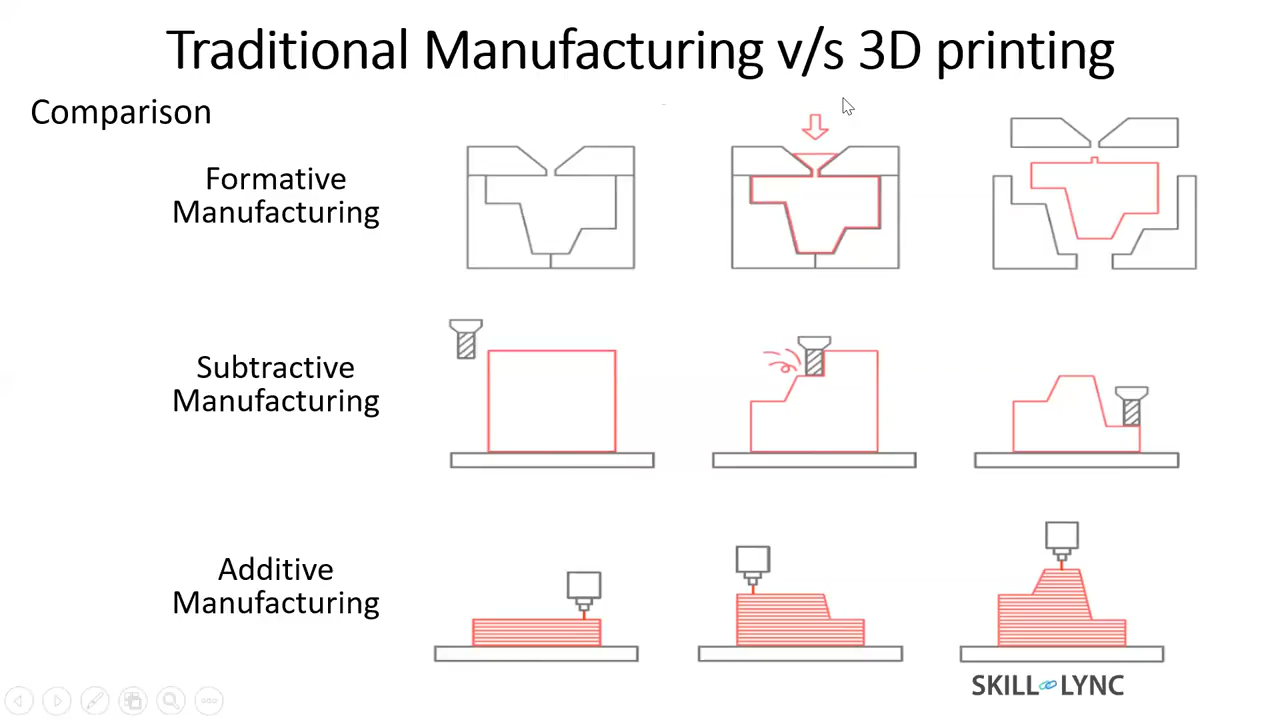 Traditional Manufacturing v/s 3D printing
Comparison
Formative
Manufacturing
Subtractive
Manufacturing
Additive
Manufacturing
SKILL LYNC